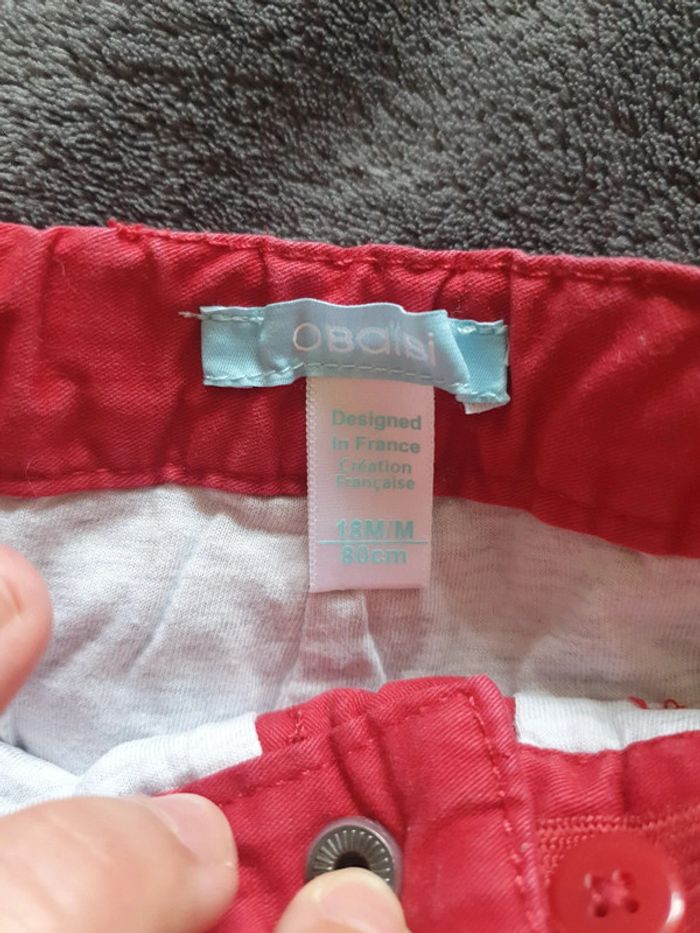 OBaïBi
Designed
in France
Création
Française
18M/M
80cm